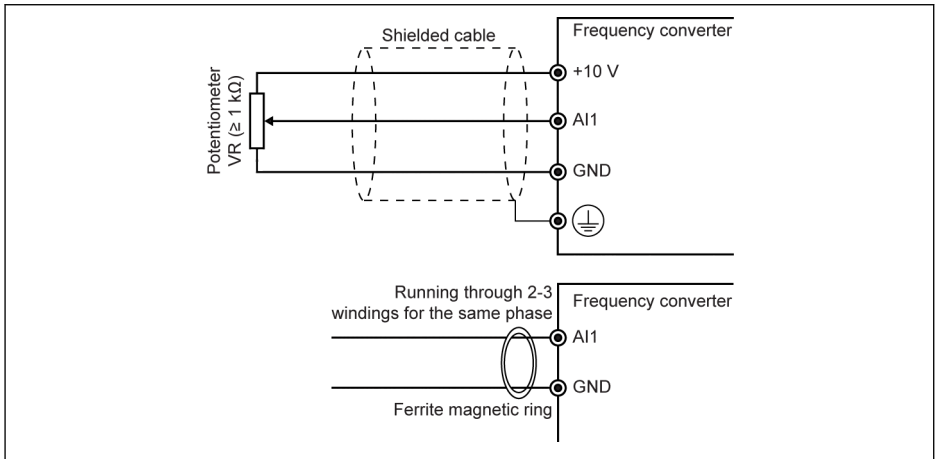 Shielded cable
Frequency converter
+10 V
Potentiometer
VR (≥ 1 kΩ)
AI1
GND
Running through 2-3
windings for the same phase
Frequency converter
AI1
GND
Ferrite magnetic ring